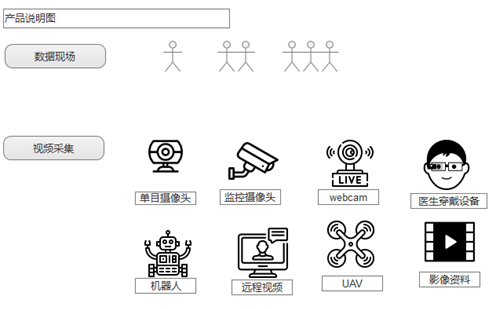 产品说明图
数据现场
视频采集
单目摄像头
监控摄像头
LIVE
webcam
医生穿戴设备
机器人
远程视频
UAV
影像资料